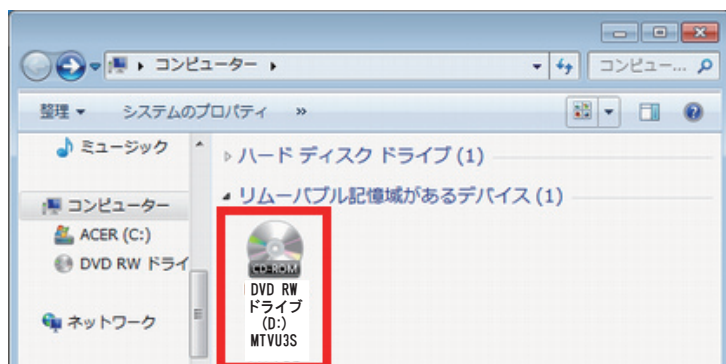 コンピューター
コンピュー...
整理 システムのプロパティ »
ミュージック
コンピューター
ACER (C:)
DVD RW ドライ
ネットワーク
ハード ディスク ドライブ (1)
リムーバブル記憶域があるデバイス (1)
CD-ROM
DVD RW
ドライブ
(D:)
MTVU3S